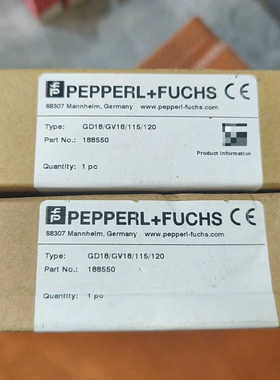 PEPPERL+FUCHS CE
68307 Mannheim, Germany www.pepperl-fuchs.com
Type: GD18/GV18/115/120
Part No.: 188550
Product Information
Quantity: 1 pc
PEPPERL+FUCHS CE
68307 Mannheim, Germany www.pepperl-fuchs.com
Type: GD18/GV18/115/120
Part No.: 188550
Quantity: 1 pc